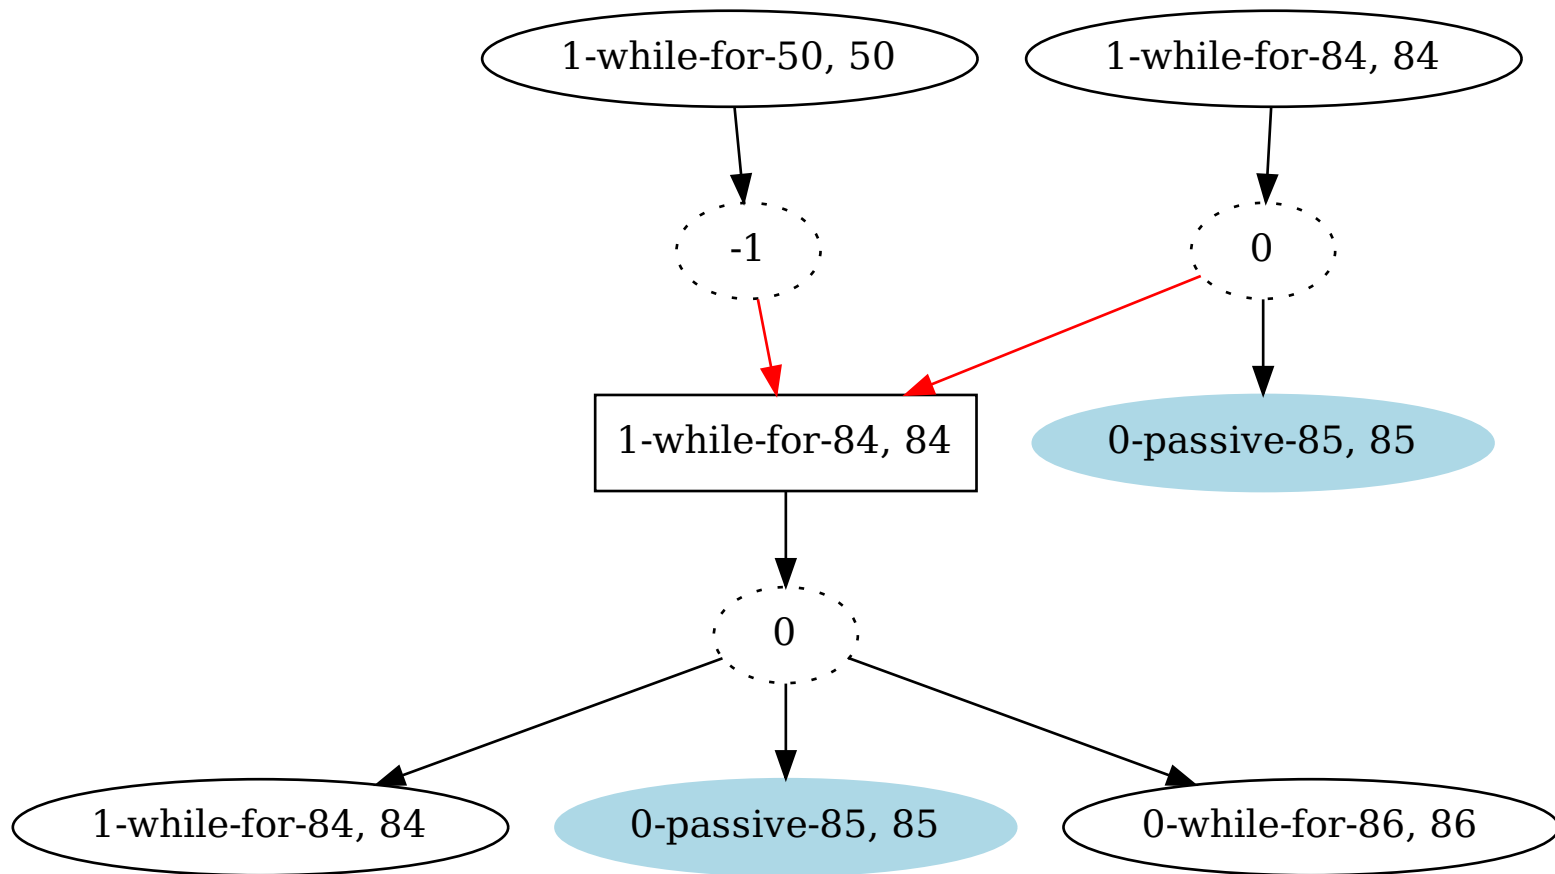 1-while-for-50, 50
1-while-for-84, 84
-1
0
1-while-for-84, 84
0-passive-85, 85
0
1-while-for-84, 84
0-passive-85, 85
0-while-for-86, 86